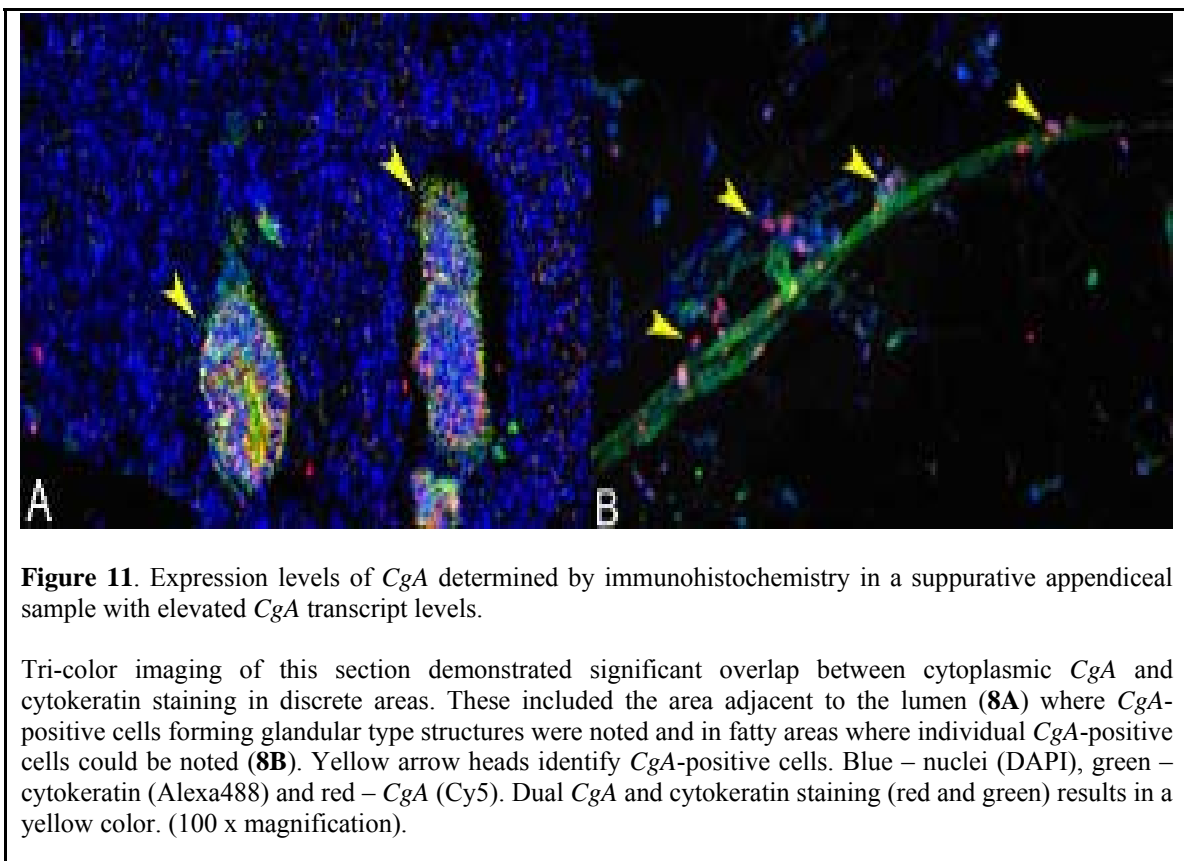 A
B
Figure 11. Expression levels of CgA determined by immunohistochemistry in a suppurative appendiceal
sample with elevated CgA transcript levels.
Tri-color imaging of this section demonstrated significant overlap between cytoplasmic CgA and
cytokeratin staining in discrete areas. These included the area adjacent to the lumen (8A) where CgA-
positive cells forming glandular type structures were noted and in fatty areas where individual CgA-positive
cells could be noted (8B). Yellow arrow heads identify CgA-positive cells. Blue – nuclei (DAPI), green –
cytokeratin (Alexa488) and red – CgA (Cy5). Dual CgA and cytokeratin staining (red and green) results in a
yellow color. (100 x magnification).